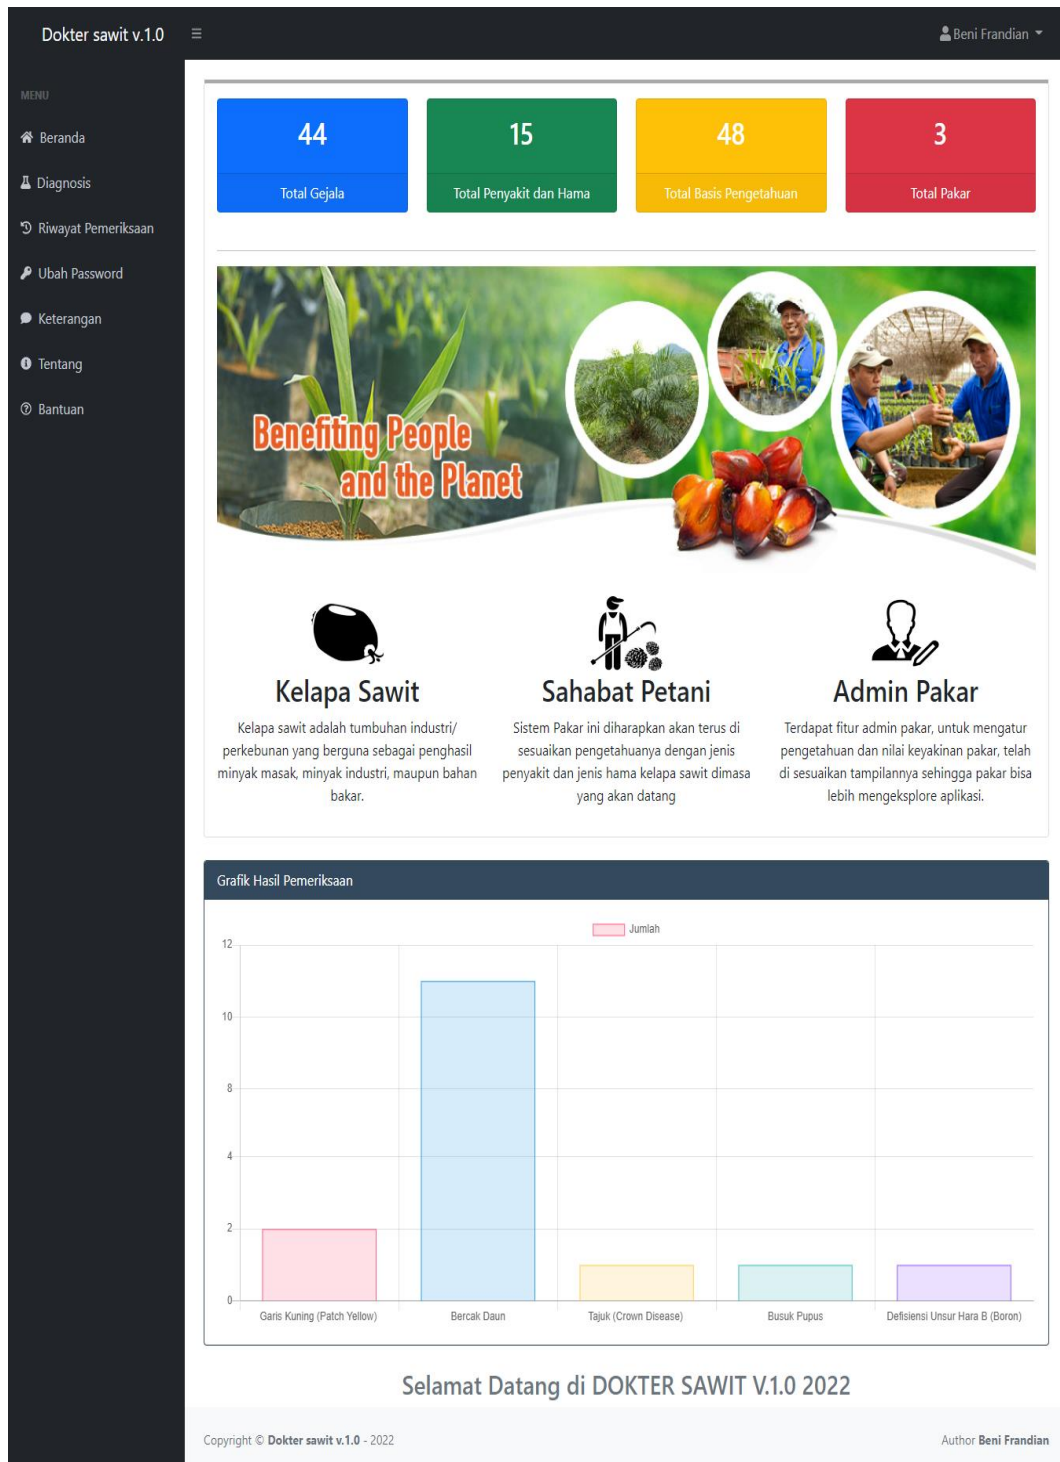 Dokter sawit v.1.0
Beni Frandian
MENU
Beranda
Diagnosis
Riwayat Pemeriksaan
Ubah Password
Keterangan
Tentang
Bantuan
44
Total Gejala
15
Total Penyakit dan Hama
48
Total Basis Pengetahuan
3
Total Pakar
Benefiting People
and the Planet
Kelapa Sawit
Kelapa sawit adalah tumbuhan industri/
perkebunan yang berguna sebagai penghasil
minyak masak, minyak industri, maupun bahan
bakar.
Sahabat Petani
Sistem Pakar ini diharapkan akan terus di
sesuaikan pengetahuanya dengan jenis
penyakit dan jenis hama kelapa sawit dimasa
yang akan datang
Admin Pakar
Terdapat fitur admin pakar, untuk mengatur
pengetahuan dan nilai keyakinan pakar, telah
di sesuaikan tampilannya sehingga pakar bisa
lebih mengeksplore aplikasi.
Grafik Hasil Pemeriksaan
Jumlah
12
10
8
4
2
0
Garis Kuning (Patch Yellow)
Bercak Daun
Tajuk (Crown Disease)
Busuk Pupus
Defisiensi Unsur Hara B (Boron)
Selamat Datang di DOKTER SAWIT V.1.0 2022
Copyright © Dokter sawit v.1.0 - 2022
Author Beni Frandian